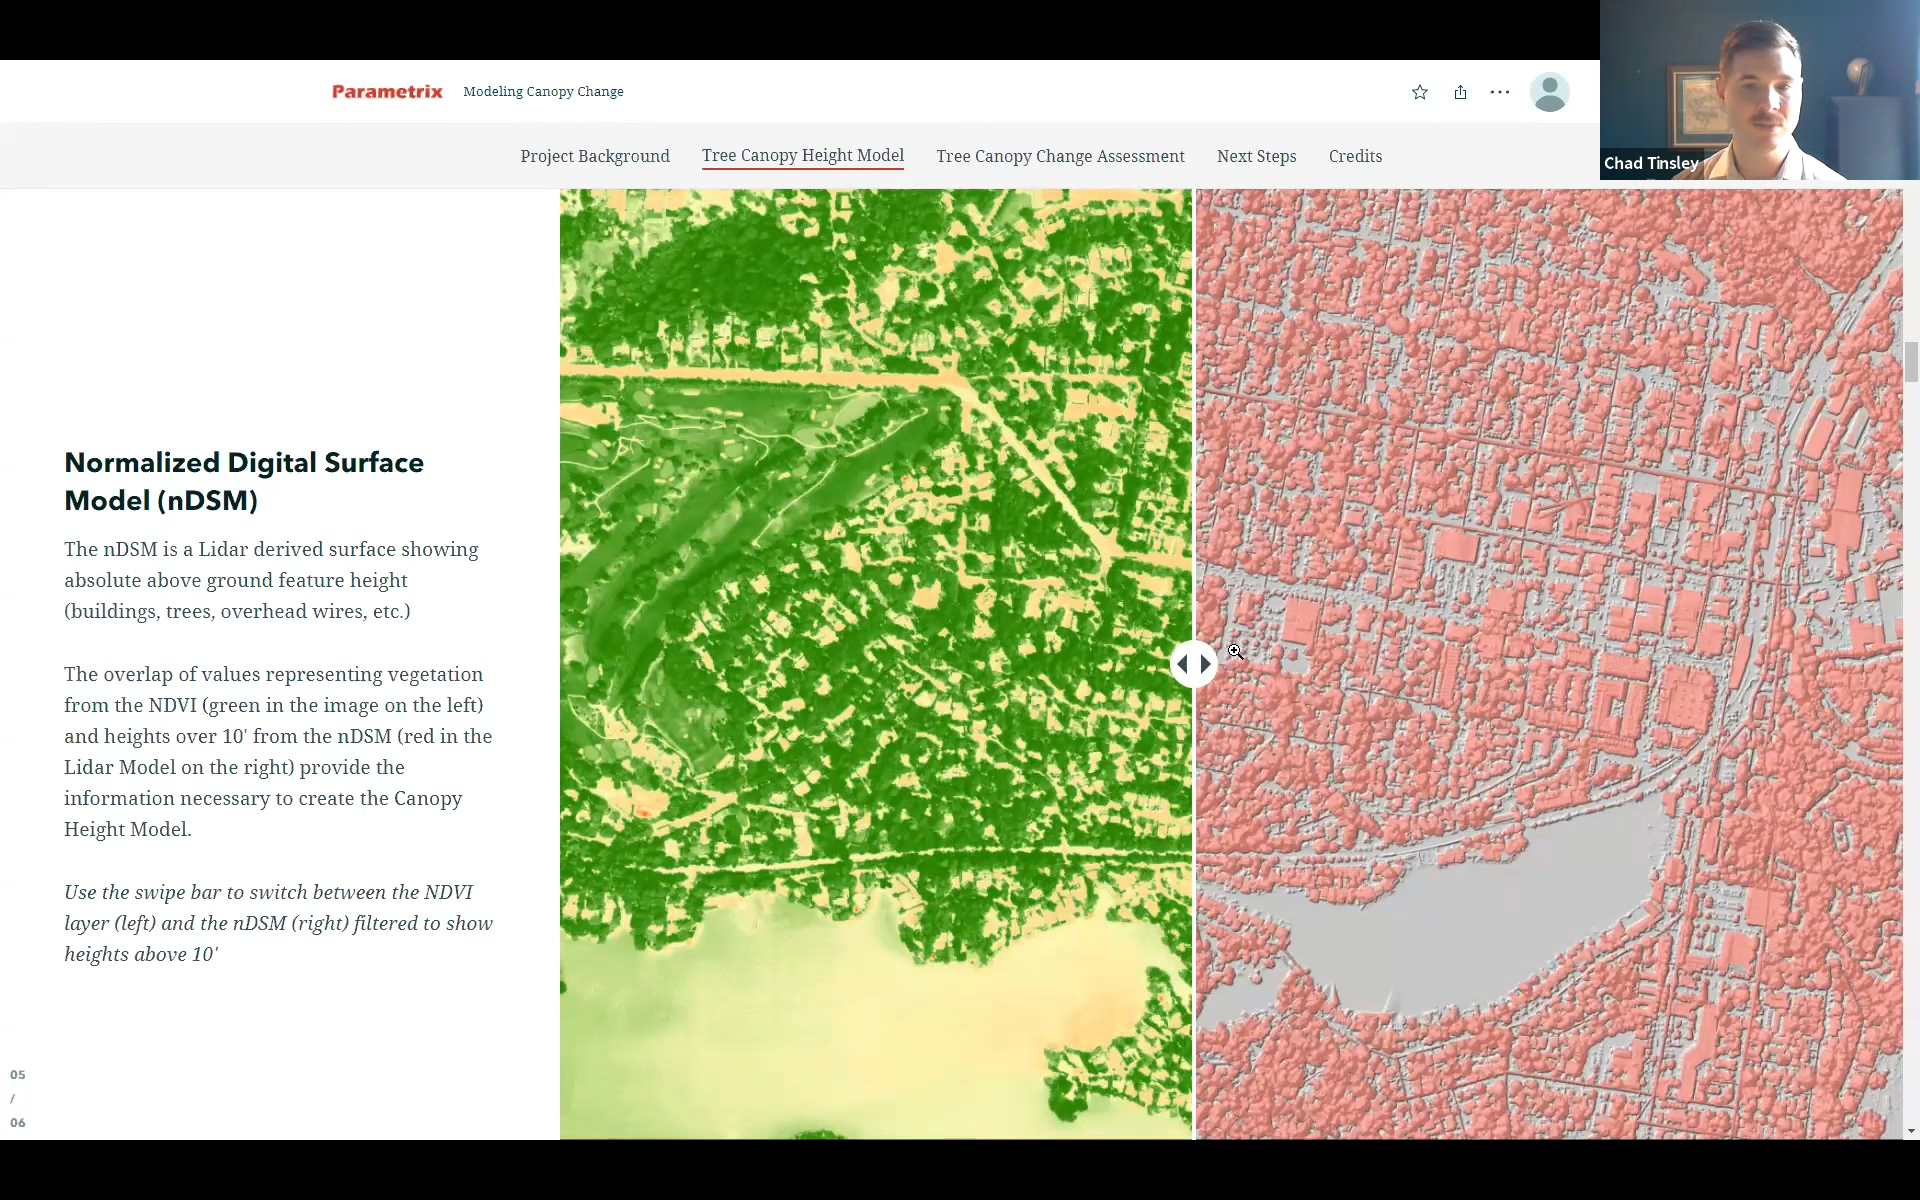 Parametrix
Modeling Canopy Change
Chad Tinsley
Project Background
Tree Canopy Height Model
Tree Canopy Change Assessment
Next Steps
Credits
Normalized Digital Surface
Model (nDSM)
The nDSM is a Lidar derived surface showing
absolute above ground feature height
(buildings, trees, overhead wires, etc.)
The overlap of values representing vegetation
from the NDVI (green in the image on the left)
and heights over 10' from the nDSM (red in the
Lidar Model on the right) provide the
information necessary to create the Canopy
Height Model.
Use the swipe bar to switch between the NDVI
layer (left) and the nDSM (right) filtered to show
heights above 10'
05
/
06